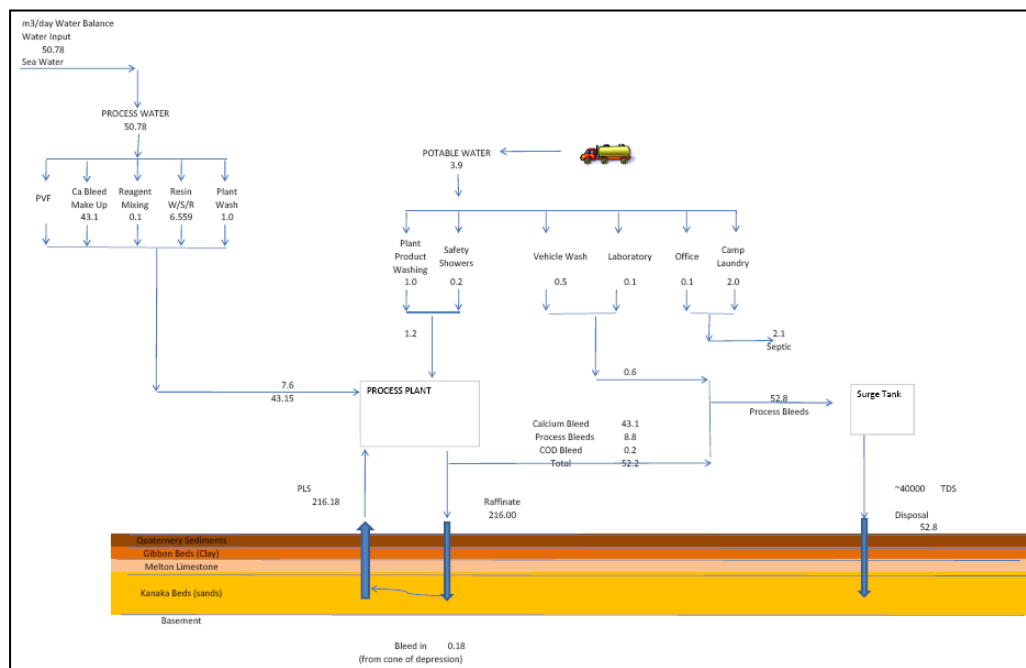 m3/day Water Balance
Water Input
50.78
Sea Water
PROCESS WATER
50.78
PVF
Ca Bleed
Make Up
43.1
Reagent
Mixing
0.1
Resin
W/S/R
6.559
Plant
Wash
1.0
POTABLE WATER
3.9
Plant
Product
Washing
1.0
Safety
Showers
0.2
Vehicle Wash
0.5
Laboratory
0.1
Office
0.1
Camp
Laundry
2.0
1.2
2.1
Septic
0.6
7.6
43.15
PROCESS PLANT
52.8
Process Bleeds
Surge Tank
Calcium Bleed 43.1
Process Bleeds 8.8
COD Bleed 0.2
Total 52.2
PLS
216.18
Raffinate
216.00
~40000 TDS
Disposal
52.8
Quaternery Sediments
Gibbon Beds (Clay)
Melton Limestone
Kanaka Beds (sands)
Basement
Bleed in 0.18
(from cone of depression)